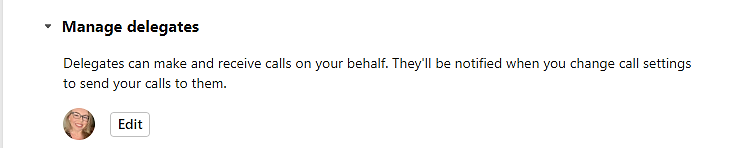 Manage delegates
Delegates can make and receive calls on your behalf. They'll be notified when you change call settings
to send your calls to them.
Edit